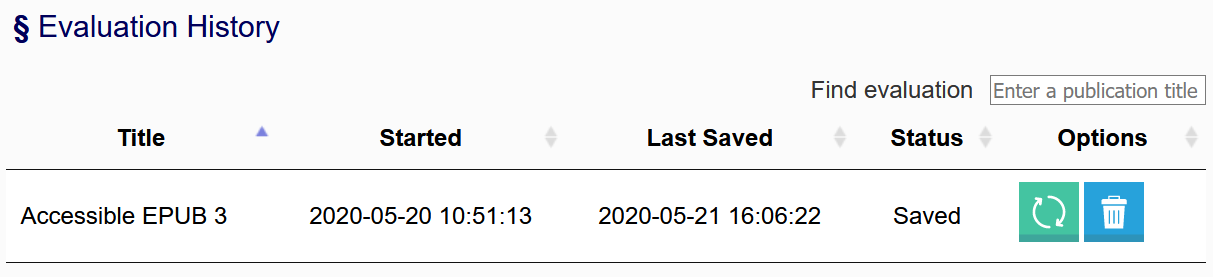 § Evaluation History
Find evaluation Enter a publication title
Title Started Last Saved Status Options
Accessible EPUB 3 2020-05-20 10:51:13 2020-05-21 16:06:22 Saved